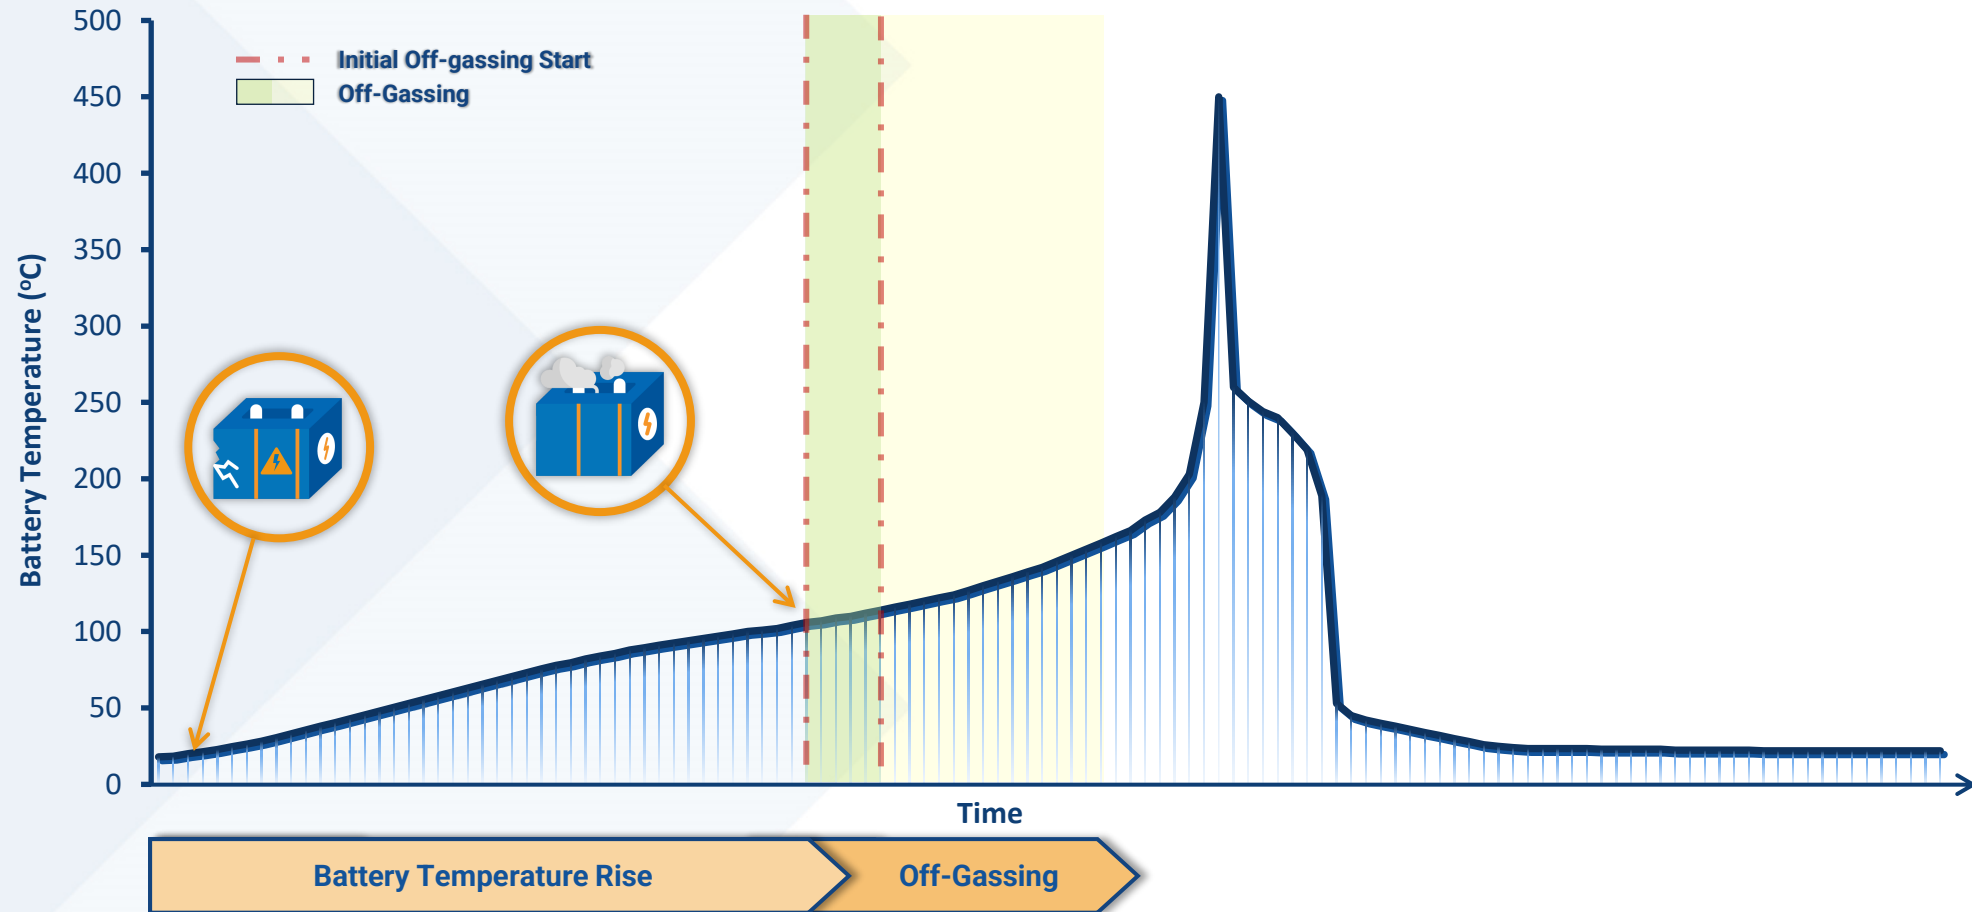 500
450
400
350
300
250
200
150
100
50
0
Battery Temperature (ºC)
Initial Off-gassing Start
Off-Gassing
Time
Battery Temperature Rise
Off-Gassing